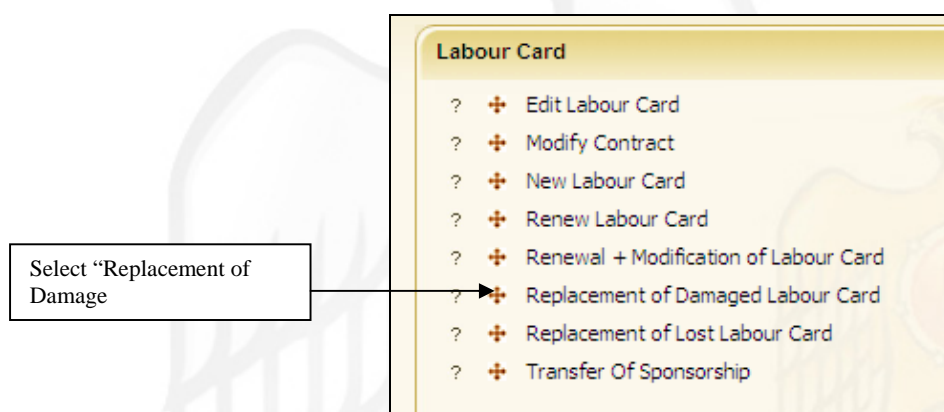 Labour Card
? Edit Labour Card
? Modify Contract
? New Labour Card
? Renew Labour Card
? Renewal + Modification of Labour Card
Select “Replacement of
Damage
? Replacement of Damaged Labour Card
? Replacement of Lost Labour Card
? Transfer Of Sponsorship